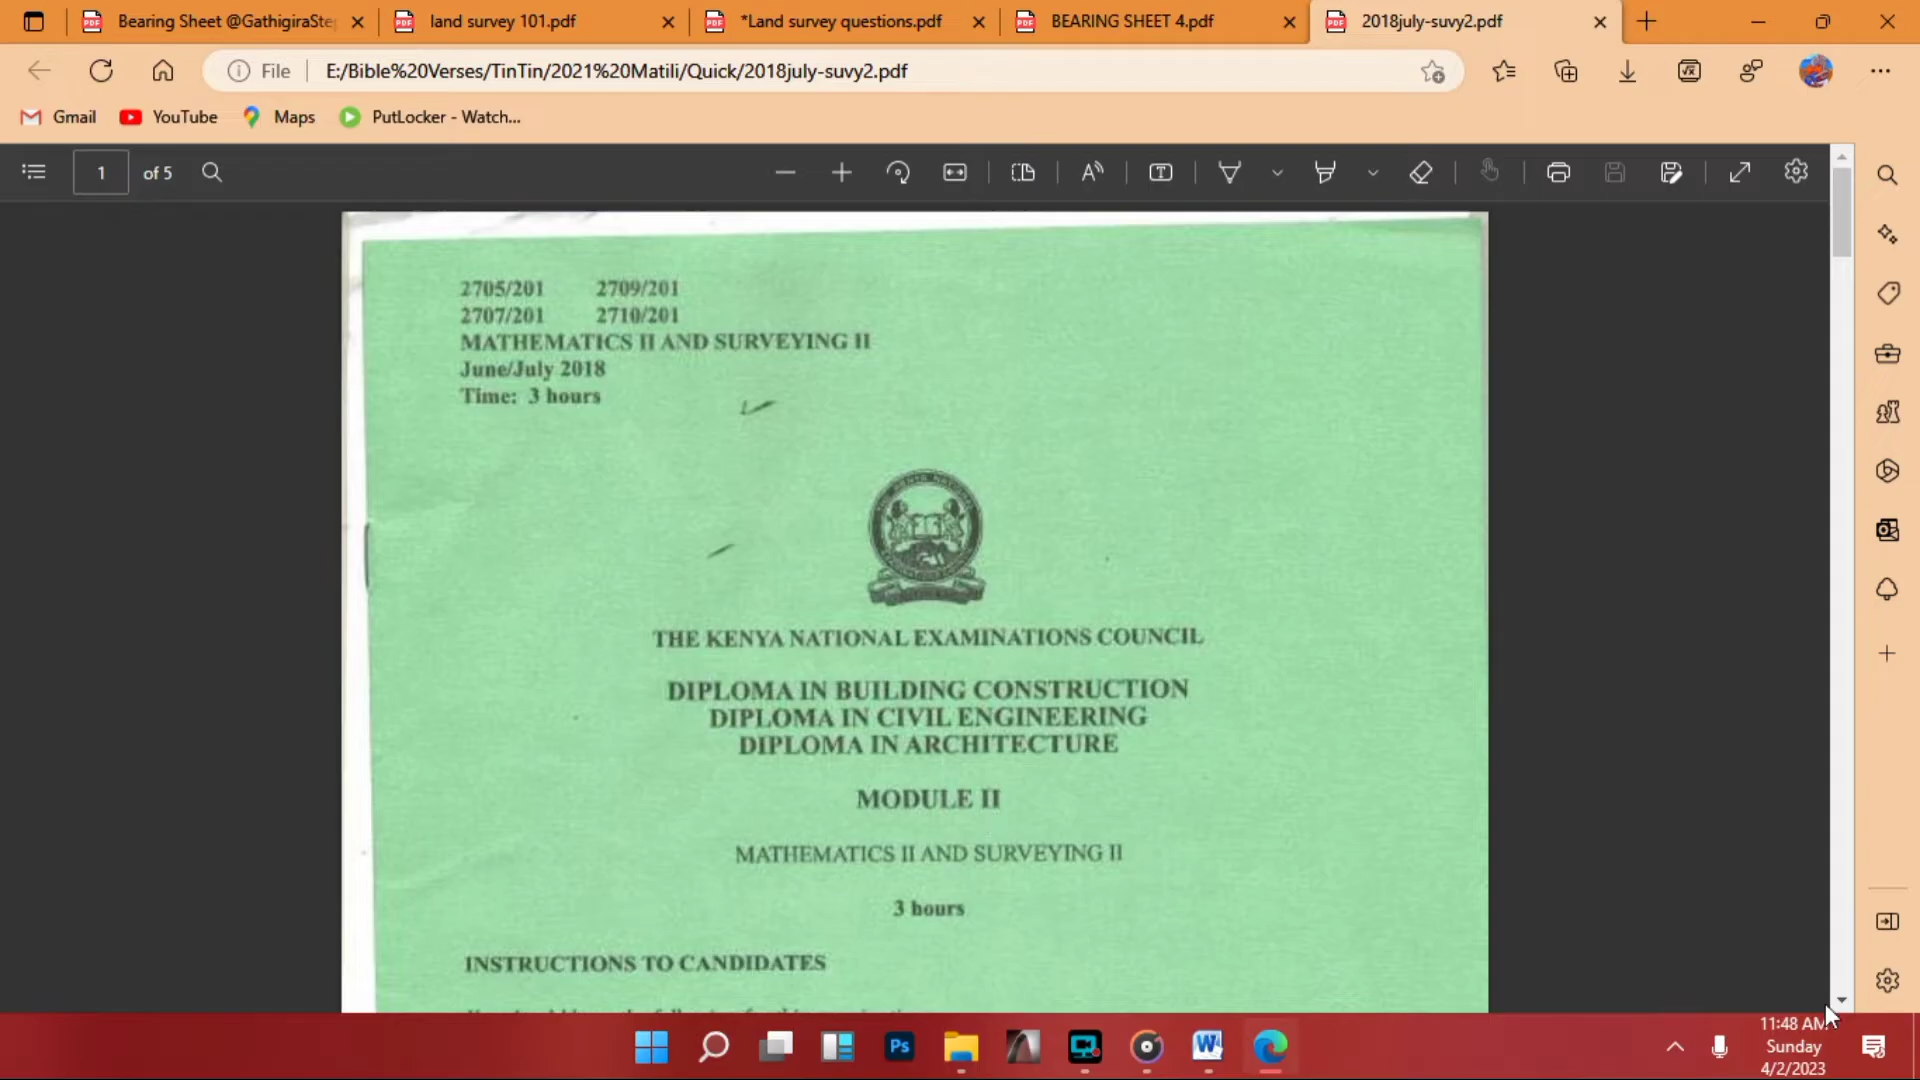 Bearing Sheet @GathigiraSte
land survey 101.pdf
*Land survey questions.pdf
BEARING SHEET 4.pdf
2018july-suvy2.pdf
File
E:/Bible%20Verses/TinTin/2021%20Matili/Quick/2018july-suvy2.pdf
Gmail
YouTube
Maps
PutLocker - Watch...
1 of 5
2705/201 2709/201
2707/201 2710/201
MATHEMATICS II AND SURVEYING II
June/July 2018
Time: 3 hours
THE KENYA NATIONAL EXAMINATIONS COUNCIL
DIPLOMA IN BUILDING CONSTRUCTION
DIPLOMA IN CIVIL ENGINEERING
DIPLOMA IN ARCHITECTURE
MODULE II
MATHEMATICS II AND SURVEYING II
3 hours
INSTRUCTIONS TO CANDIDATES
Ps
11:48 AM
Sunday
4/2/2023